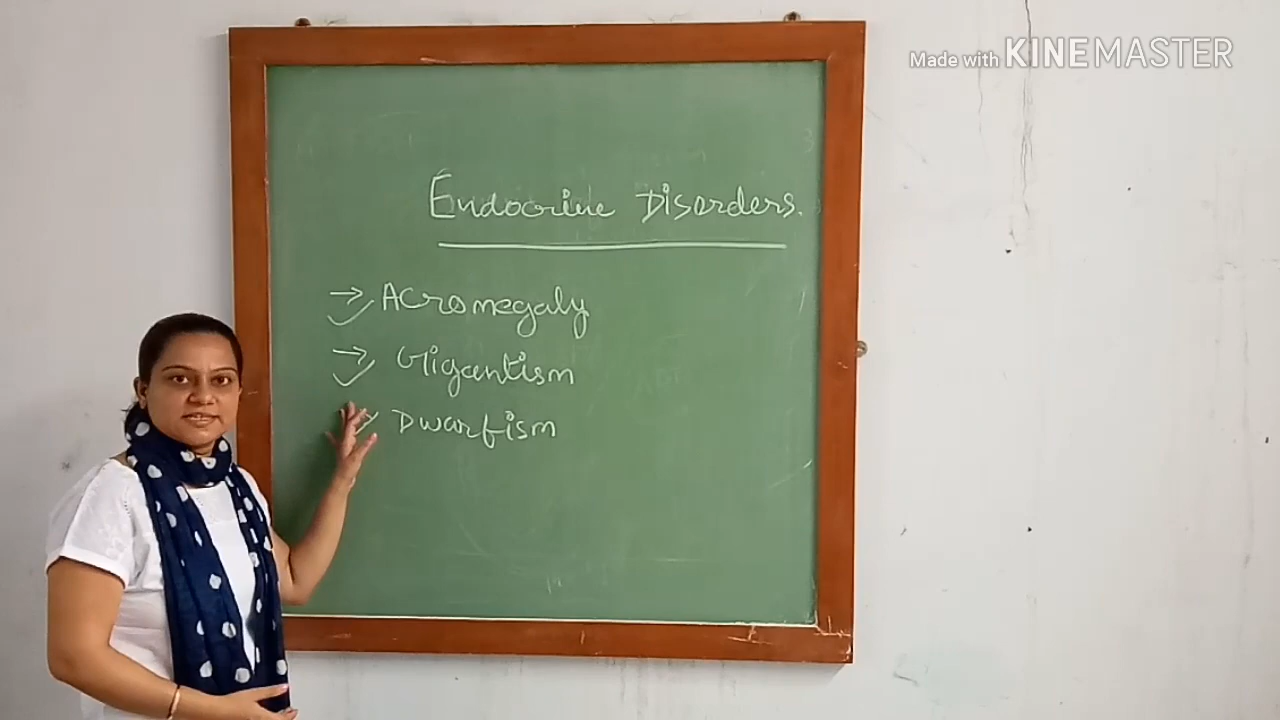 Made with KINEMASTER
Endocrine Disorders.
→ Acromegaly
→ Gigantism
Dwarfism